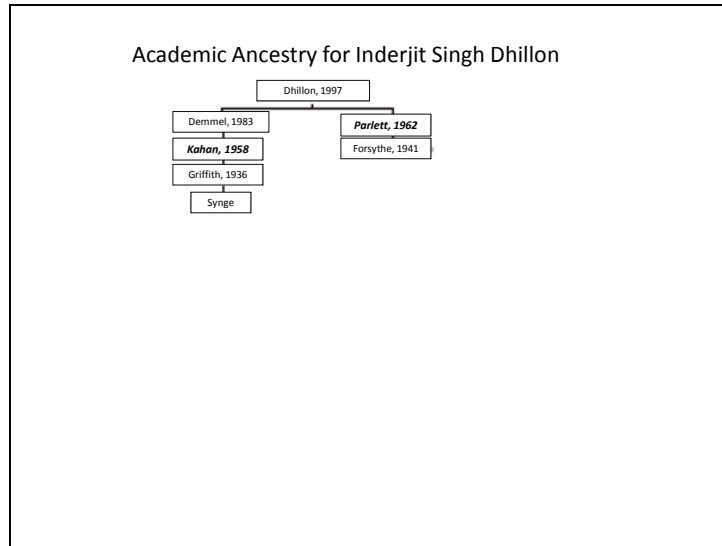 Academic Ancestry for Inderjit Singh Dhillon
Dhillon, 1997
Demmel, 1983
Parlett, 1962
Kahan, 1958
Forsythe, 1941
Griffith, 1936
Synge